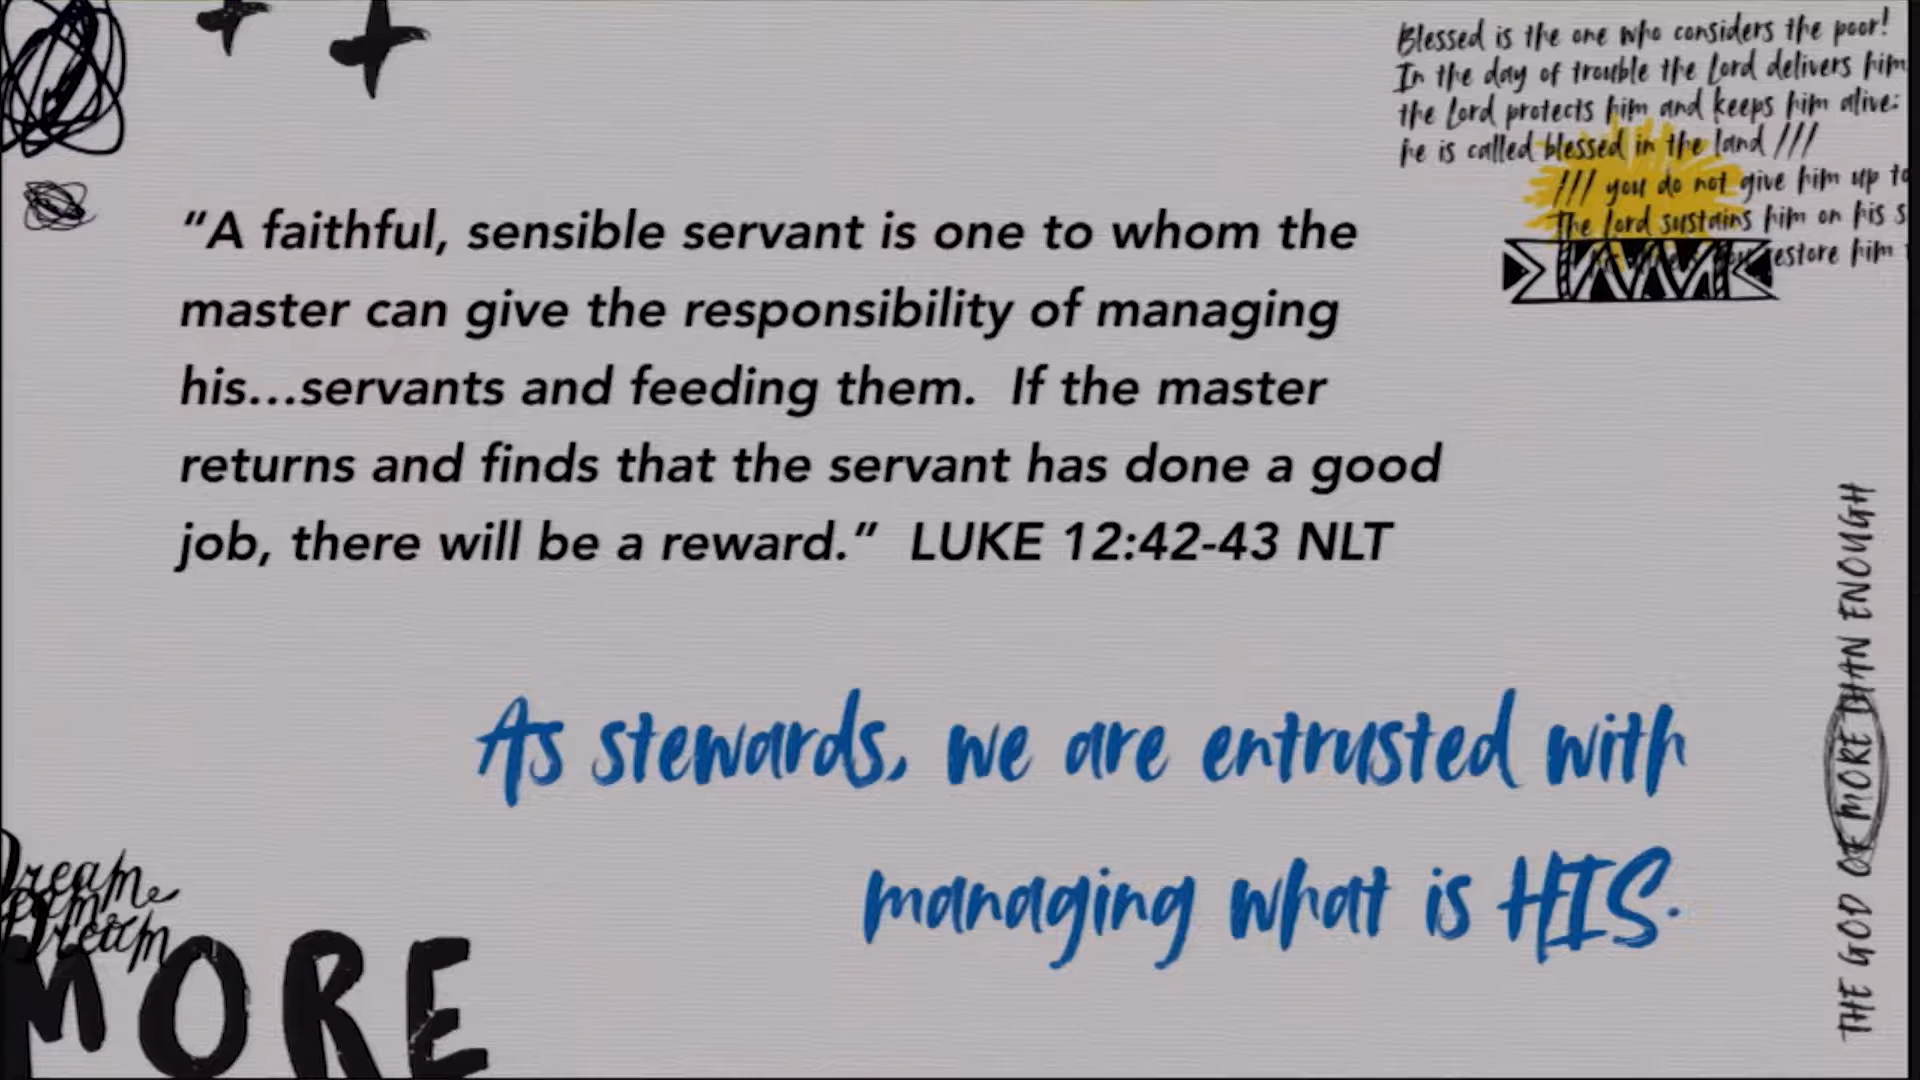 Blessed is the one who considers the poor!
In the day of trouble the Lord delivers him
the Lord protects him and keeps him alive:
he is called blessed in the land ///
/// you do not give him up to
The Lord sustains him on his s
estore him
“A faithful, sensible servant is one to whom the
master can give the responsibility of managing
his...servants and feeding them.  If the master
returns and finds that the servant has done a good
job, there will be a reward.”  LUKE 12:42-43 NLT
As stewards, we are entrusted with
managing what is HIS.
THE GOD OF MORE THAN ENOUGH
Dream
Dream
MORE